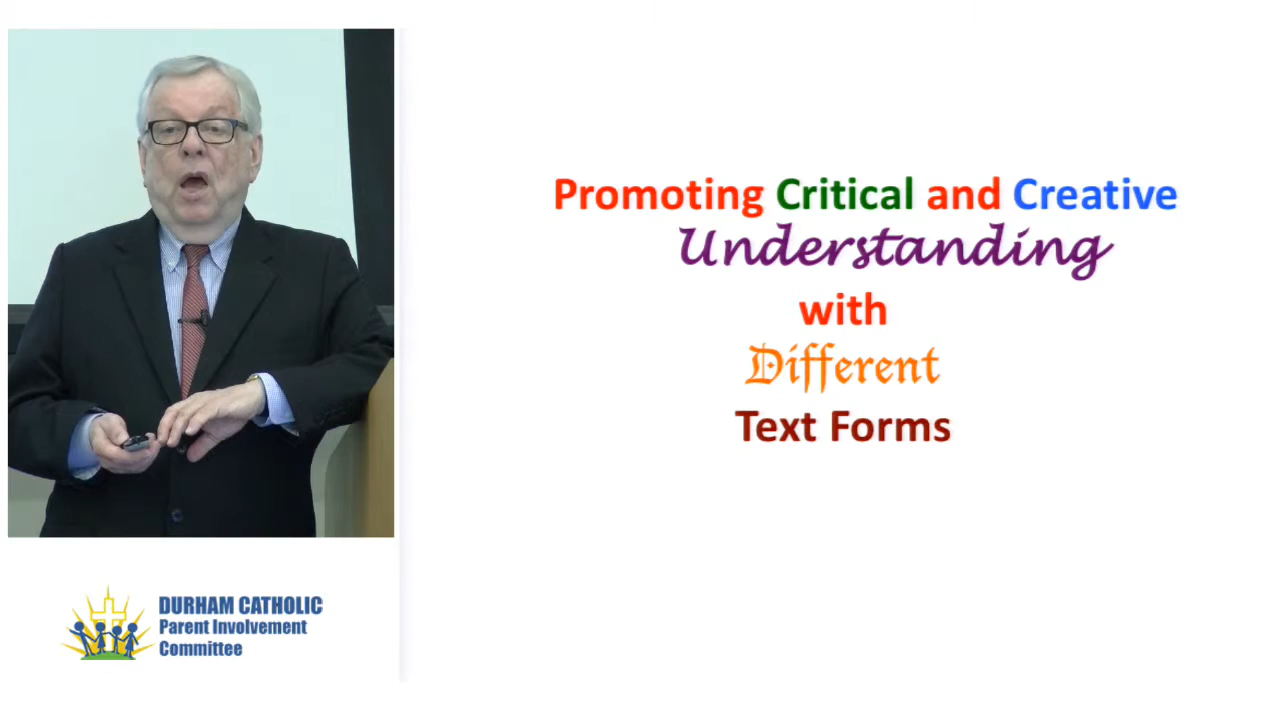 Promoting Critical and Creative
Understanding
with
Different
Text Forms
DURHAM CATHOLIC
Parent Involvement
Committee